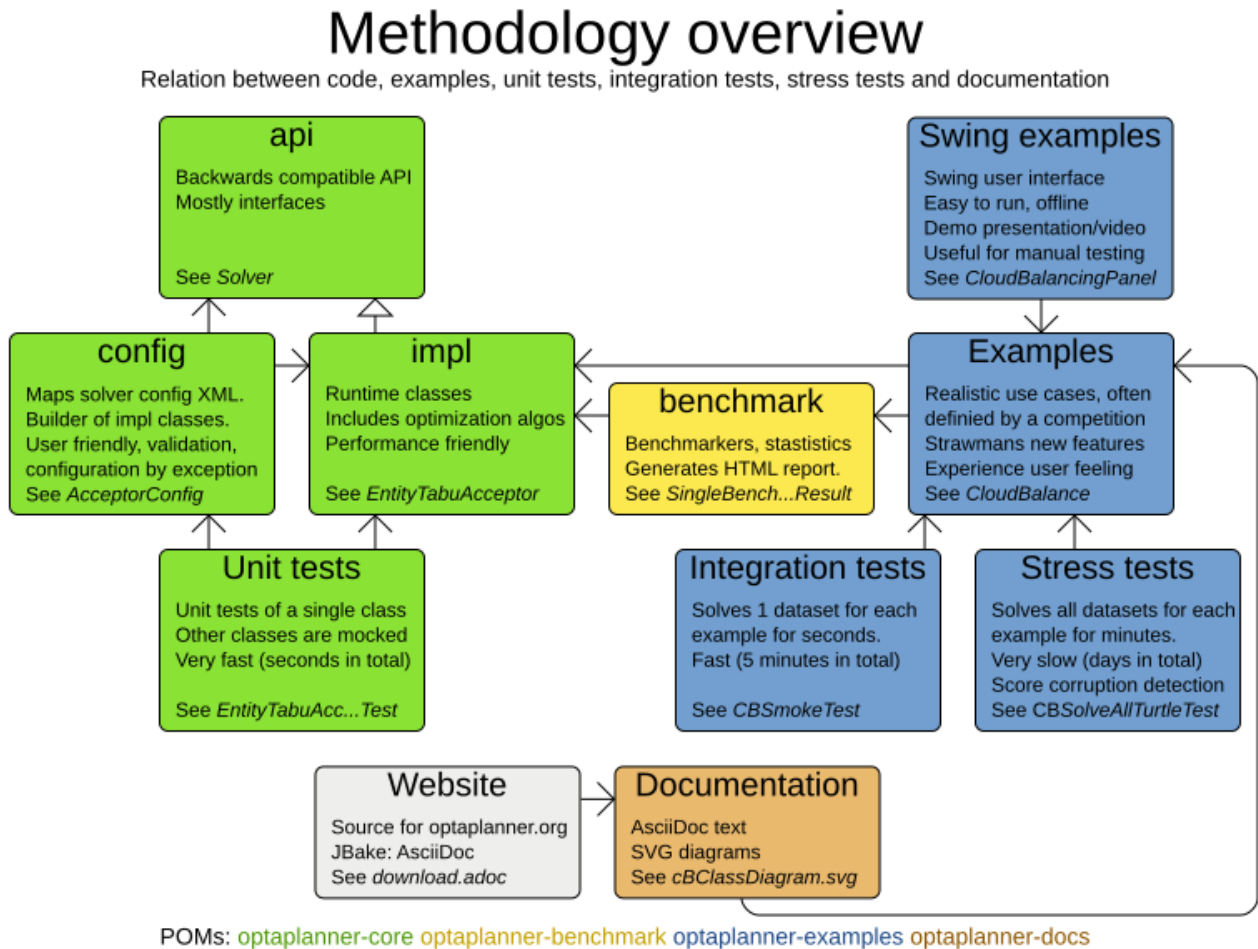 Methodology overview
Relation between code, examples, unit tests, integration tests, stress tests and documentation
api
Backwards compatible API
Mostly interfaces
See Solver
Swing examples
Swing user interface
Easy to run, offline
Demo presentation/video
Useful for manual testing
See CloudBalancingPanel
config
Maps solver config XML.
Builder of impl classes.
User friendly, validation,
configuration by exception
See AcceptorConfig
impl
Runtime classes
Includes optimization algos
Performance friendly
See EntityTabuAcceptor
benchmark
Benchmarkers, stastistics
Generates HTML report.
See SingleBench...Result
Examples
Realistic use cases, often
definied by a competition
Strawmans new features
Experience user feeling
See CloudBalance
Unit tests
Unit tests of a single class
Other classes are mocked
Very fast (seconds in total)
See EntityTabuAcc...Test
Integration tests
Solves 1 dataset for each
example for seconds.
Fast (5 minutes in total)
See CBSmokeTest
Stress tests
Solves all datasets for each
example for minutes.
Very slow (days in total)
Score corruption detection
See CBSolveAllTurtleTest
Website
Source for optaplanner.org
JBake: AsciiDoc
See download.adoc
Documentation
AsciiDoc text
SVG diagrams
See cBClassDiagram.svg
POMs: optaplanner-core optaplanner-benchmark optaplanner-examples optaplanner-docs